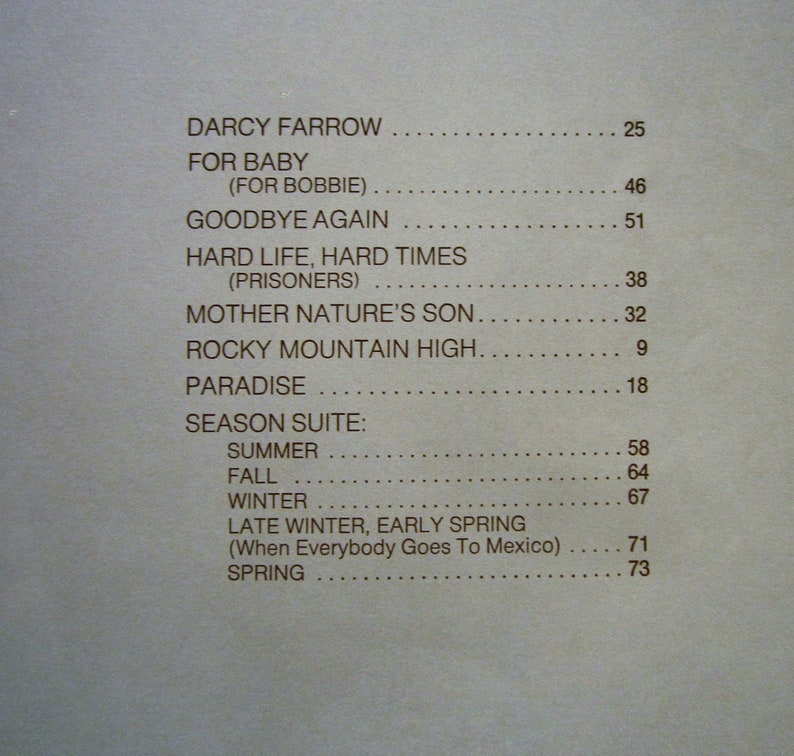 DARCY FARROW ................... 25
FOR BABY
(FOR BOBBIE) ..................... 46
GOODBYE AGAIN .................. 51
HARD LIFE, HARD TIMES
(PRISONERS) ..................... 38
MOTHER NATURE'S SON ............ 32
ROCKY MOUNTAIN HIGH ............ 9
PARADISE ......................... 18
SEASON SUITE:
SUMMER ......................... 58
FALL ............................ 64
WINTER .......................... 67
LATE WINTER, EARLY SPRING
(When Everybody Goes To Mexico) ..... 71
SPRING .......................... 73